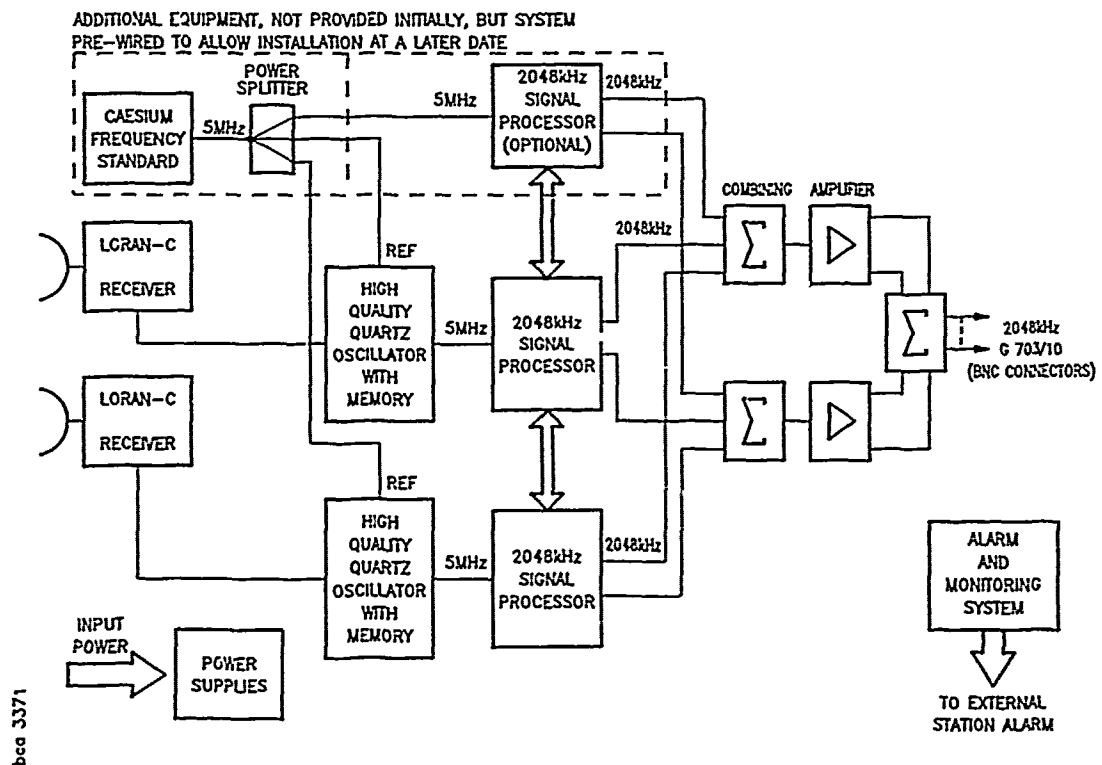 ADDITIONAL EQUIPMENT, NOT PROVIDED INITIALLY, BUT SYSTEM
PRE-WIRED TO ALLOW INSTALLATION AT A LATER DATE
POWER
SPLITTER
CAESIUM
FREQUENCY
STANDARD
5MHz
5MHz
2048kHz
SIGNAL
PROCESSOR
(OPTIONAL)
2048kHz
COMBINING
AMPLIFIER
LORAN-C
RECEIVER
REF
HIGH
QUALITY
QUARTZ
OSCILLATOR
WITH
MEMORY
5MHz
2048kHz
SIGNAL
PROCESSOR
2048kHz
Σ
Σ
2048kHz
G 703/10
(BNC CONNECTORS)
LORAN-C
RECEIVER
Σ
REF
HIGH
QUALITY
QUARTZ
OSCILLATOR
WITH
MEMORY
5MHz
2048kHz
SIGNAL
PROCESSOR
2048kHz
ALARM
AND
MONITORING
SYSTEM
INPUT
POWER
POWER
SUPPLIES
TO EXTERNAL
STATION ALARM
bca 3371